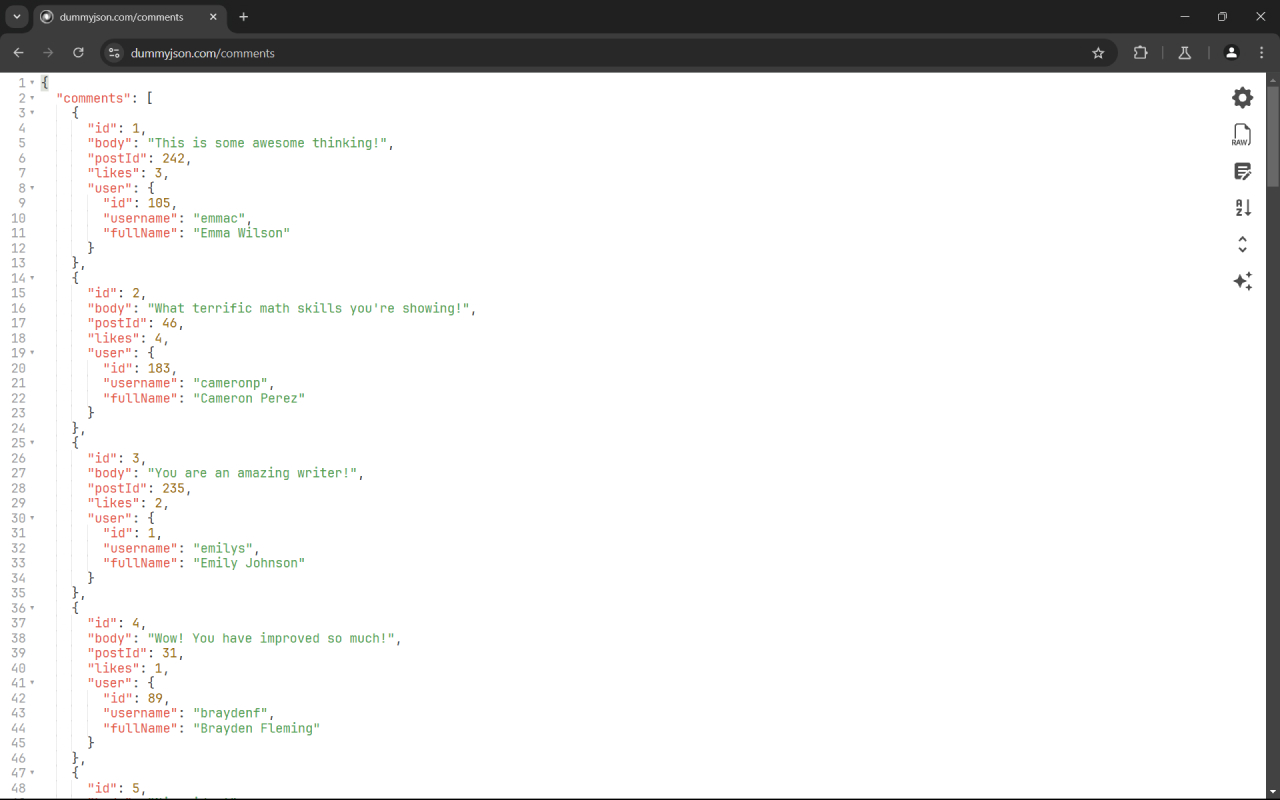 dummyjson.com/comments
dummyjson.com/comments
1 {
2 "comments": [
3 {
4 "id": 1,
5 "body": "This is some awesome thinking!",
6 "postId": 242,
7 "likes": 3,
8 "user": {
9 "id": 105,
10 "username": "emmac",
11 "fullName": "Emma Wilson"
12 }
13 },
14 {
15 "id": 2,
16 "body": "What terrific math skills you're showing!",
17 "postId": 46,
18 "likes": 4,
19 "user": {
20 "id": 183,
21 "username": "cameronp",
22 "fullName": "Cameron Perez"
23 }
24 },
25 {
26 "id": 3,
27 "body": "You are an amazing writer!",
28 "postId": 235,
29 "likes": 2,
30 "user": {
31 "id": 1,
32 "username": "emilys",
33 "fullName": "Emily Johnson"
34 }
35 },
36 {
37 "id": 4,
38 "body": "Wow! You have improved so much!",
39 "postId": 31,
40 "likes": 1,
41 "user": {
42 "id": 89,
43 "username": "braydenf",
44 "fullName": "Brayden Fleming"
45 }
46 },
47 {
48 "id": 5,
RAW
A
Z